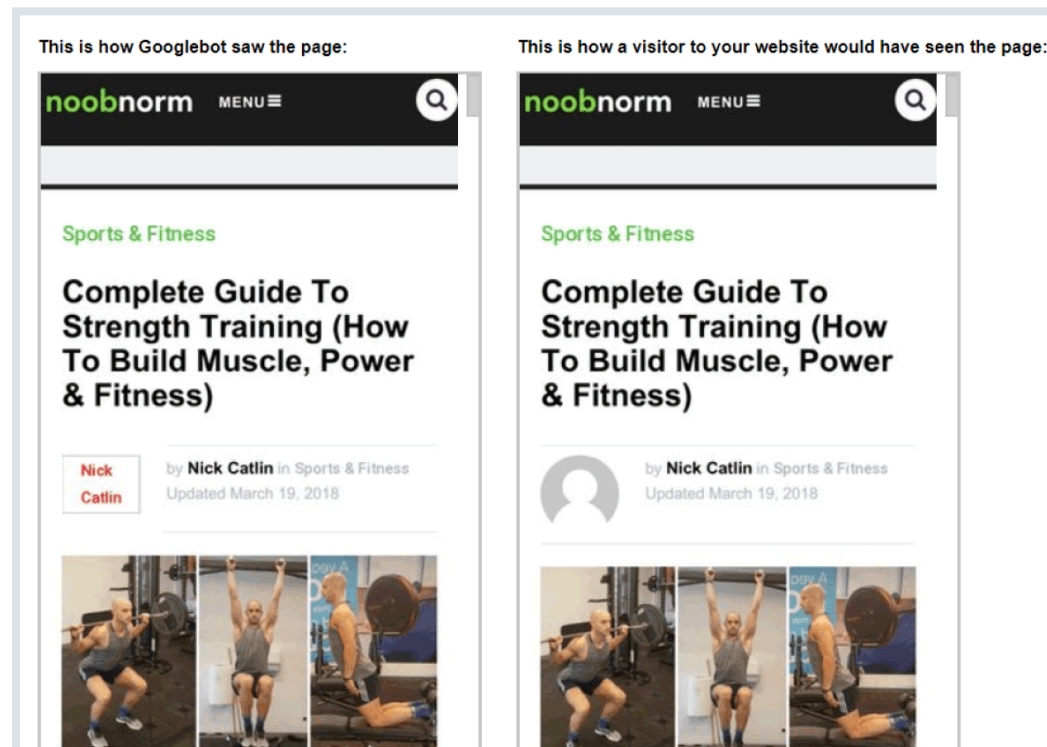 This is how Googlebot saw the page:
noobnorm MENU
Sports & Fitness
Complete Guide To
Strength Training (How
To Build Muscle, Power
& Fitness)
Nick
Catlin
by Nick Catlin in Sports & Fitness
Updated March 19, 2018
This is how a visitor to your website would have seen the page:
noobnorm MENU
Sports & Fitness
Complete Guide To
Strength Training (How
To Build Muscle, Power
& Fitness)
by Nick Catlin in Sports & Fitness
Updated March 19, 2018